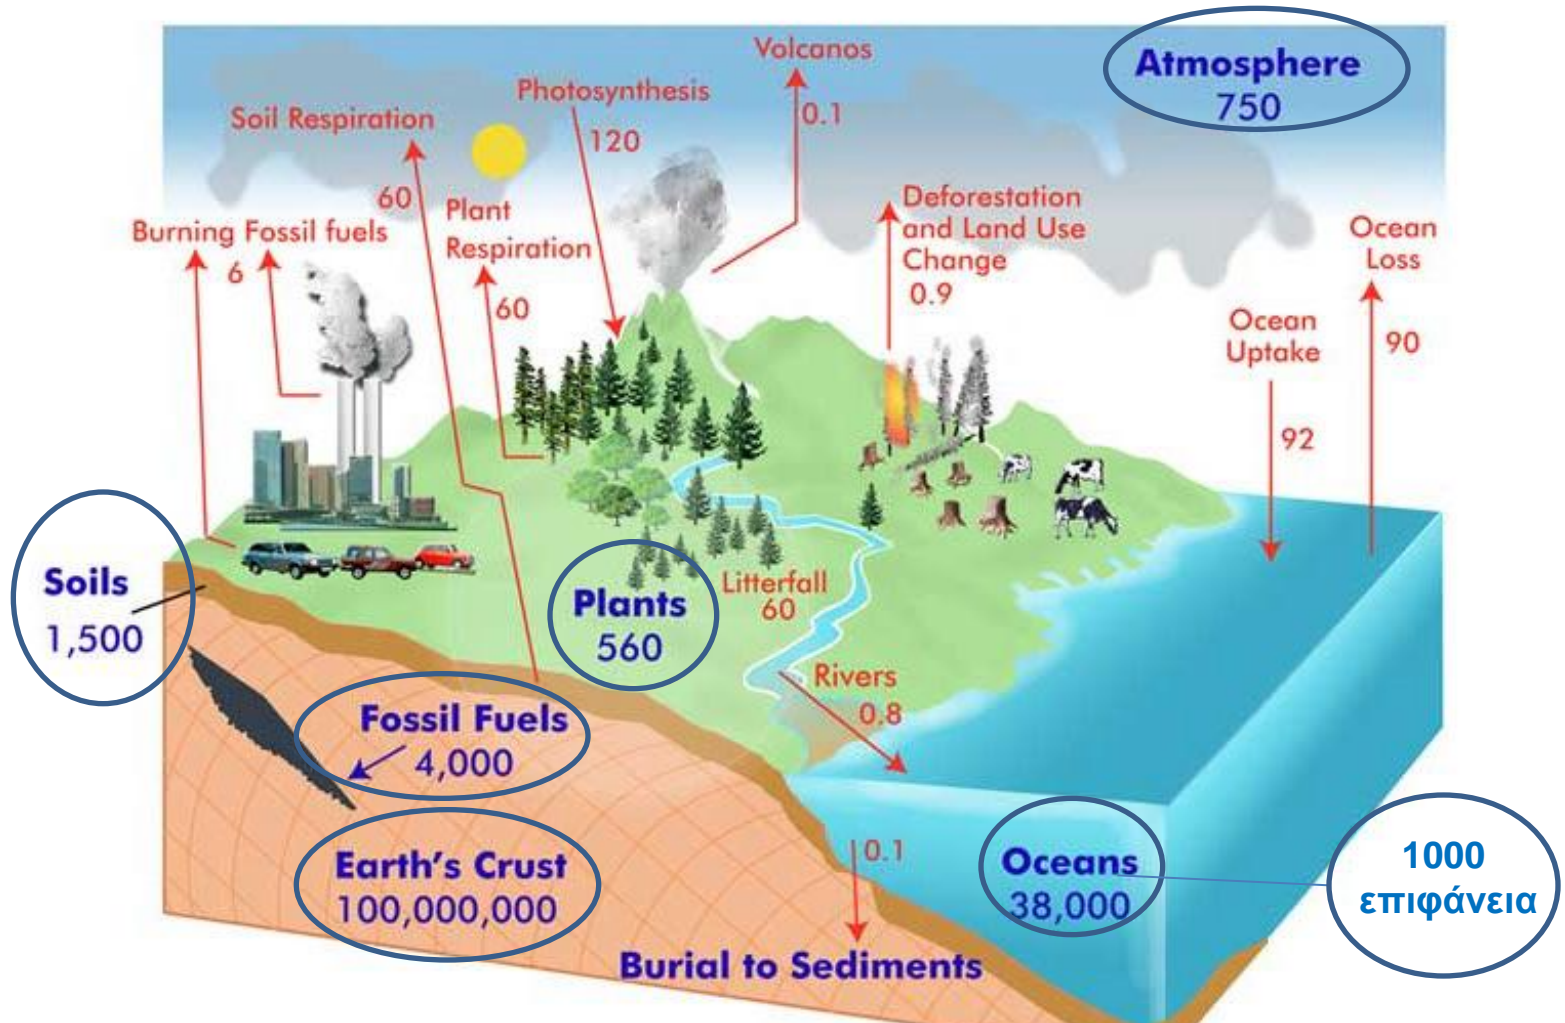 Atmosphere
750
Volcanos
0.1
Photosynthesis
120
Soil Respiration
60
Plant
Respiration
60
Burning Fossil fuels
6
Deforestation
and Land Use
Change
0.9
Ocean
Loss
90
Ocean
Uptake
92
Soils
1,500
Plants
560
Litterfall
60
Rivers
0.8
Fossil Fuels
4,000
Earth's Crust
100,000,000
0.1
Oceans
38,000
1000
επιφάνεια
Burial to Sediments